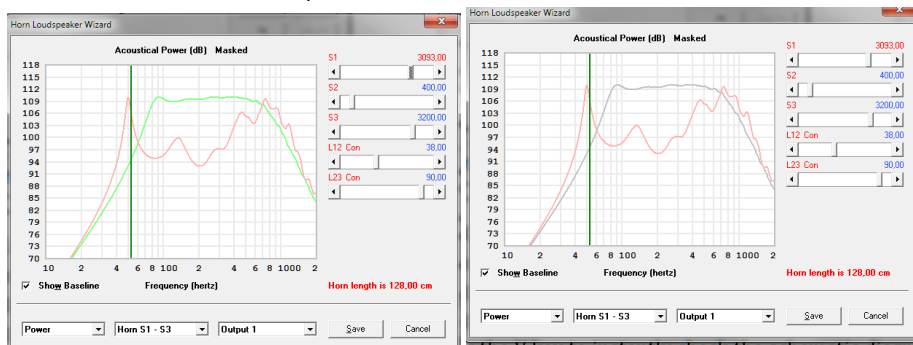 Horn Loudspeaker Wizard
Acoustical Power (dB) Masked
118
115
112
109
106
103
100
97
94
91
88
85
82
79
76
73
70
10 2 4 6 8 100 2 4 6 8 1000 2
Show Baseline
Frequency (hertz)
S1 3093,00
S2 400,00
S3 3200,00
L12 Con 38,00
L23 Con 90,00
Horn length is 128,00 cm
Power
Horn S1 - S3
Output 1
Save
Cancel
Horn Loudspeaker Wizard
Acoustical Power (dB) Masked
118
115
112
109
106
103
100
97
94
91
88
85
82
79
76
73
70
10 2 4 6 8 100 2 4 6 8 1000 2
Show Baseline
Frequency (hertz)
S1 3093,00
S2 400,00
S3 3200,00
L12 Con 38,00
L23 Con 90,00
Horn length is 128,00 cm
Power
Horn S1 - S3
Output 1
Save
Cancel